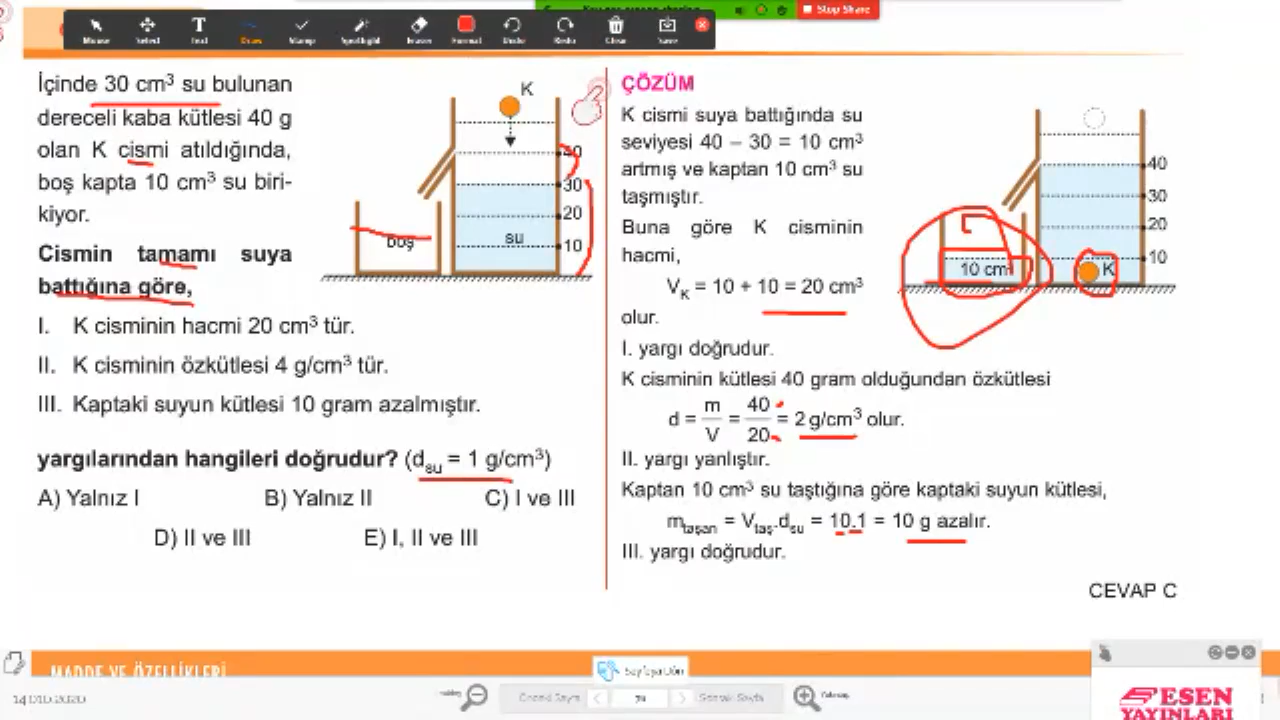 Stop Share
Mouse Select Text Draw Stamp Spotlight Eraser Format Undo Redo Clear Save
İçinde 30 cm³ su bulunan
dereceli kaba kütlesi 40 g
olan K cismi atıldığında,
boş kapta 10 cm³ su biri-
kiyor.
Cismin tamamı suya
battığına göre,
K
40
30
20
10
boş
su
I. K cisminin hacmi 20 cm³ tür.
II. K cisminin özkütlesi 4 g/cm³ tür.
III. Kaptaki suyun kütlesi 10 gram azalmıştır.
yargılarından hangileri doğrudur? (dsu = 1 g/cm³)
A) Yalnız I B) Yalnız II C) I ve III
D) II ve III E) I, II ve III
ÇÖZÜM
K cismi suya battığında su
seviyesi 40 – 30 = 10 cm³
artmış ve kaptan 10 cm³ su
taşmıştır.
Buna göre K cisminin
hacmi,
VK = 10 + 10 = 20 cm³
olur.
40
30
20
10
10 cm³
K
I. yargı doğrudur.
K cisminin kütlesi 40 gram olduğundan özkütlesi
d = m/V = 40/20 = 2 g/cm³ olur.
II. yargı yanlıştır.
Kaptan 10 cm³ su taştığına göre kaptaki suyun kütlesi,
mtaşan = Vtaş.dsu = 10.1 = 10 g azalır.
III. yargı doğrudur.
CEVAP C
MADDE VE ÖZELLİKLERİ
Sayfaya Dön
Önceki Sayfa
Sonraki Sayfa
ESEN
YAYINLARI